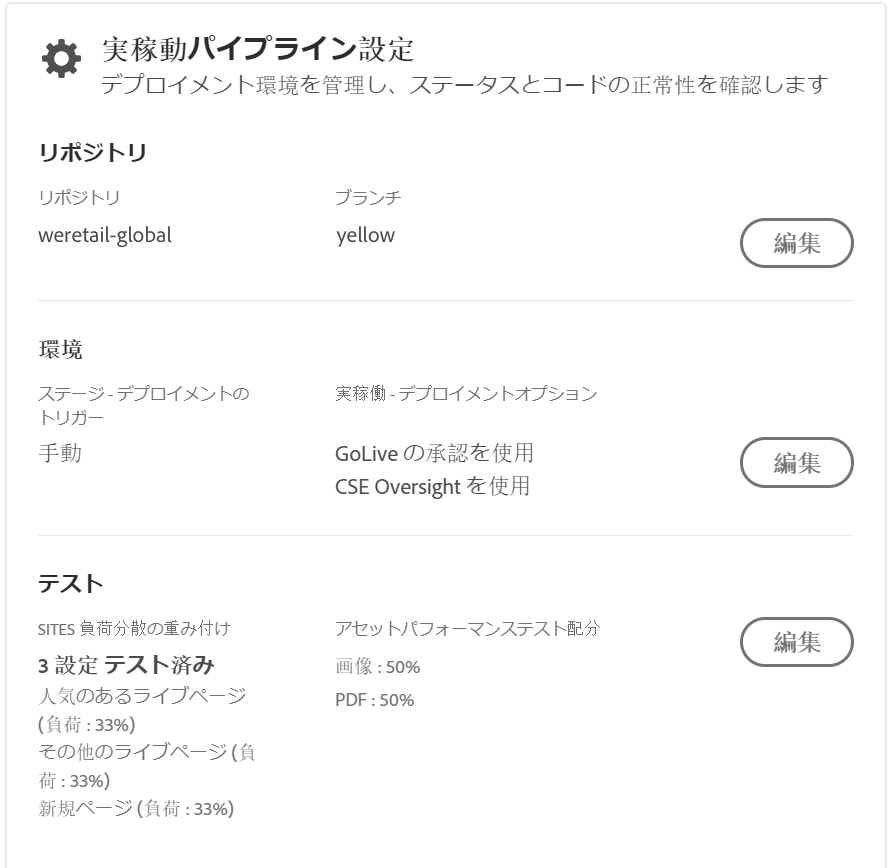 実稼動パイプライン設定
デプロイメント環境を管理し、ステータスとコードの正常性を確認します
リポジトリ
リポジトリ
ブランチ
weretail-global
yellow
編集
環境
ステージ - デプロイメントの
トリガー
実稼働 - デプロイメントオプション
手動
GoLive の承認を使用
CSE Oversight を使用
編集
テスト
SITES 負荷分散の重み付け
アセットパフォーマンステスト配分
編集
3 設定 テスト済み
人気のあるライブページ
(負荷 : 33%)
その他のライブページ (負
荷 : 33%)
新規ページ (負荷 : 33%)
画像 : 50%
PDF : 50%